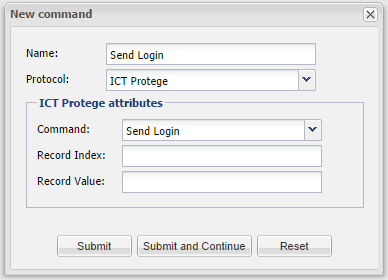 New command
Name: Send Login
Protocol: ICT Protege
ICT Protege attributes
Command: Send Login
Record Index:
Record Value:
Submit Submit and Continue Reset